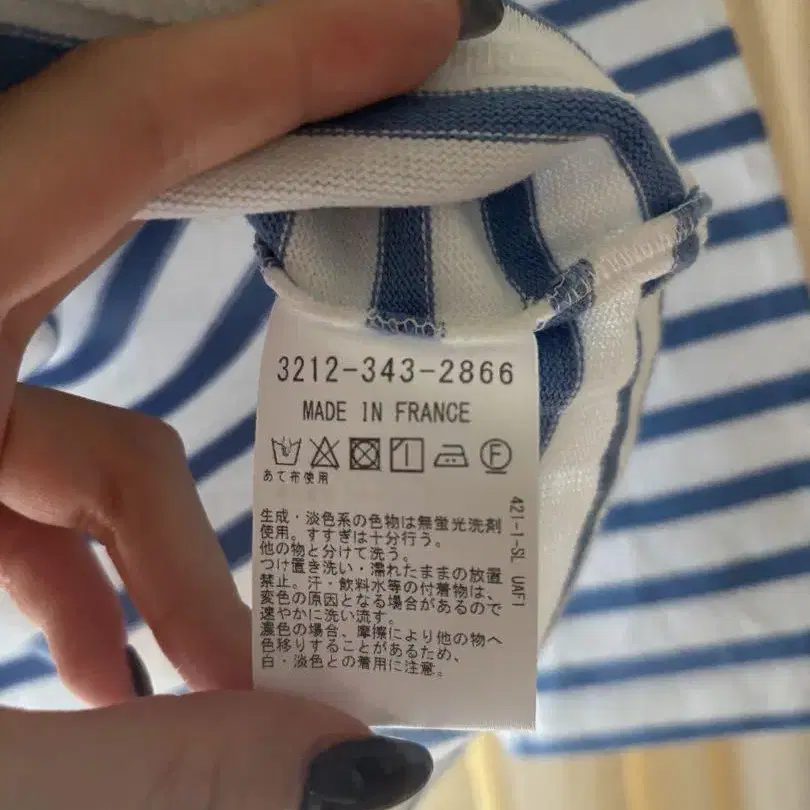 3212-343-2866
MADE IN FRANCE
あて布使用
生成・淡色系の色物は無蛍光洗剤
使用。すすぎは十分行う。
他の物と分けて洗う。
つけ置き洗い・濡れたままの放置
禁止。汗・飲料水等の付着物は、
変色の原因となる場合があるので
速やかに洗い流す。
濃色の場合、摩擦により他の物へ
色移りすることがあるため、
白・淡色との着用に注意。
421-1-SL UAF1